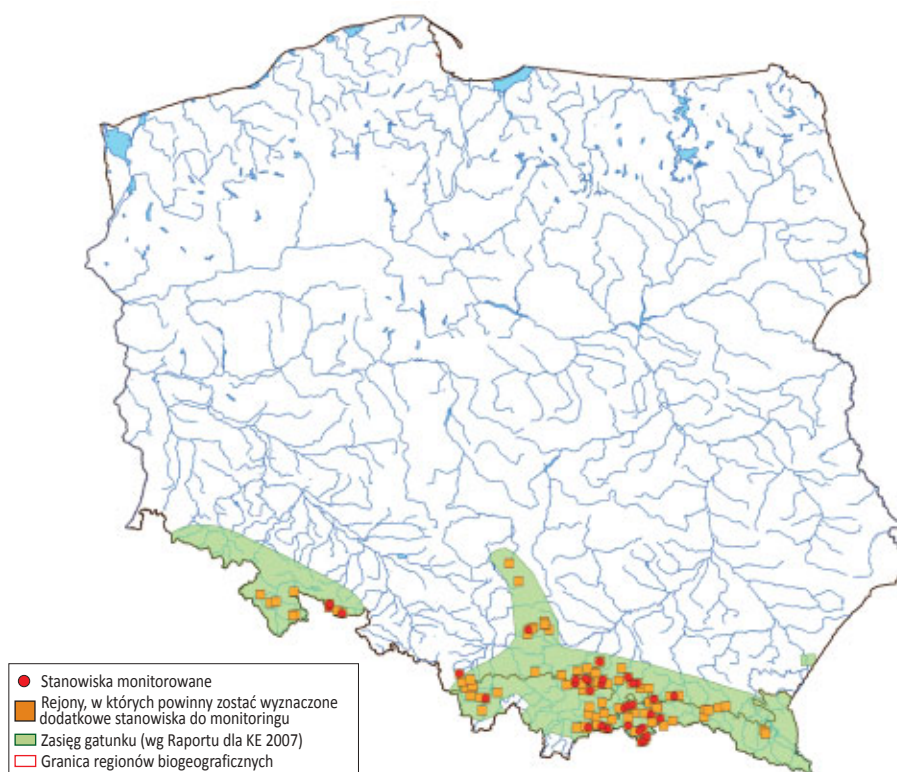 Stanowiska monitorowane
Rejony, w których powinny zostać wyznaczone
dodatkowe stanowiska do monitoringu
Zasięg gatunku (wg Raportu dla KE 2007)
Granica regionów biogeograficznych